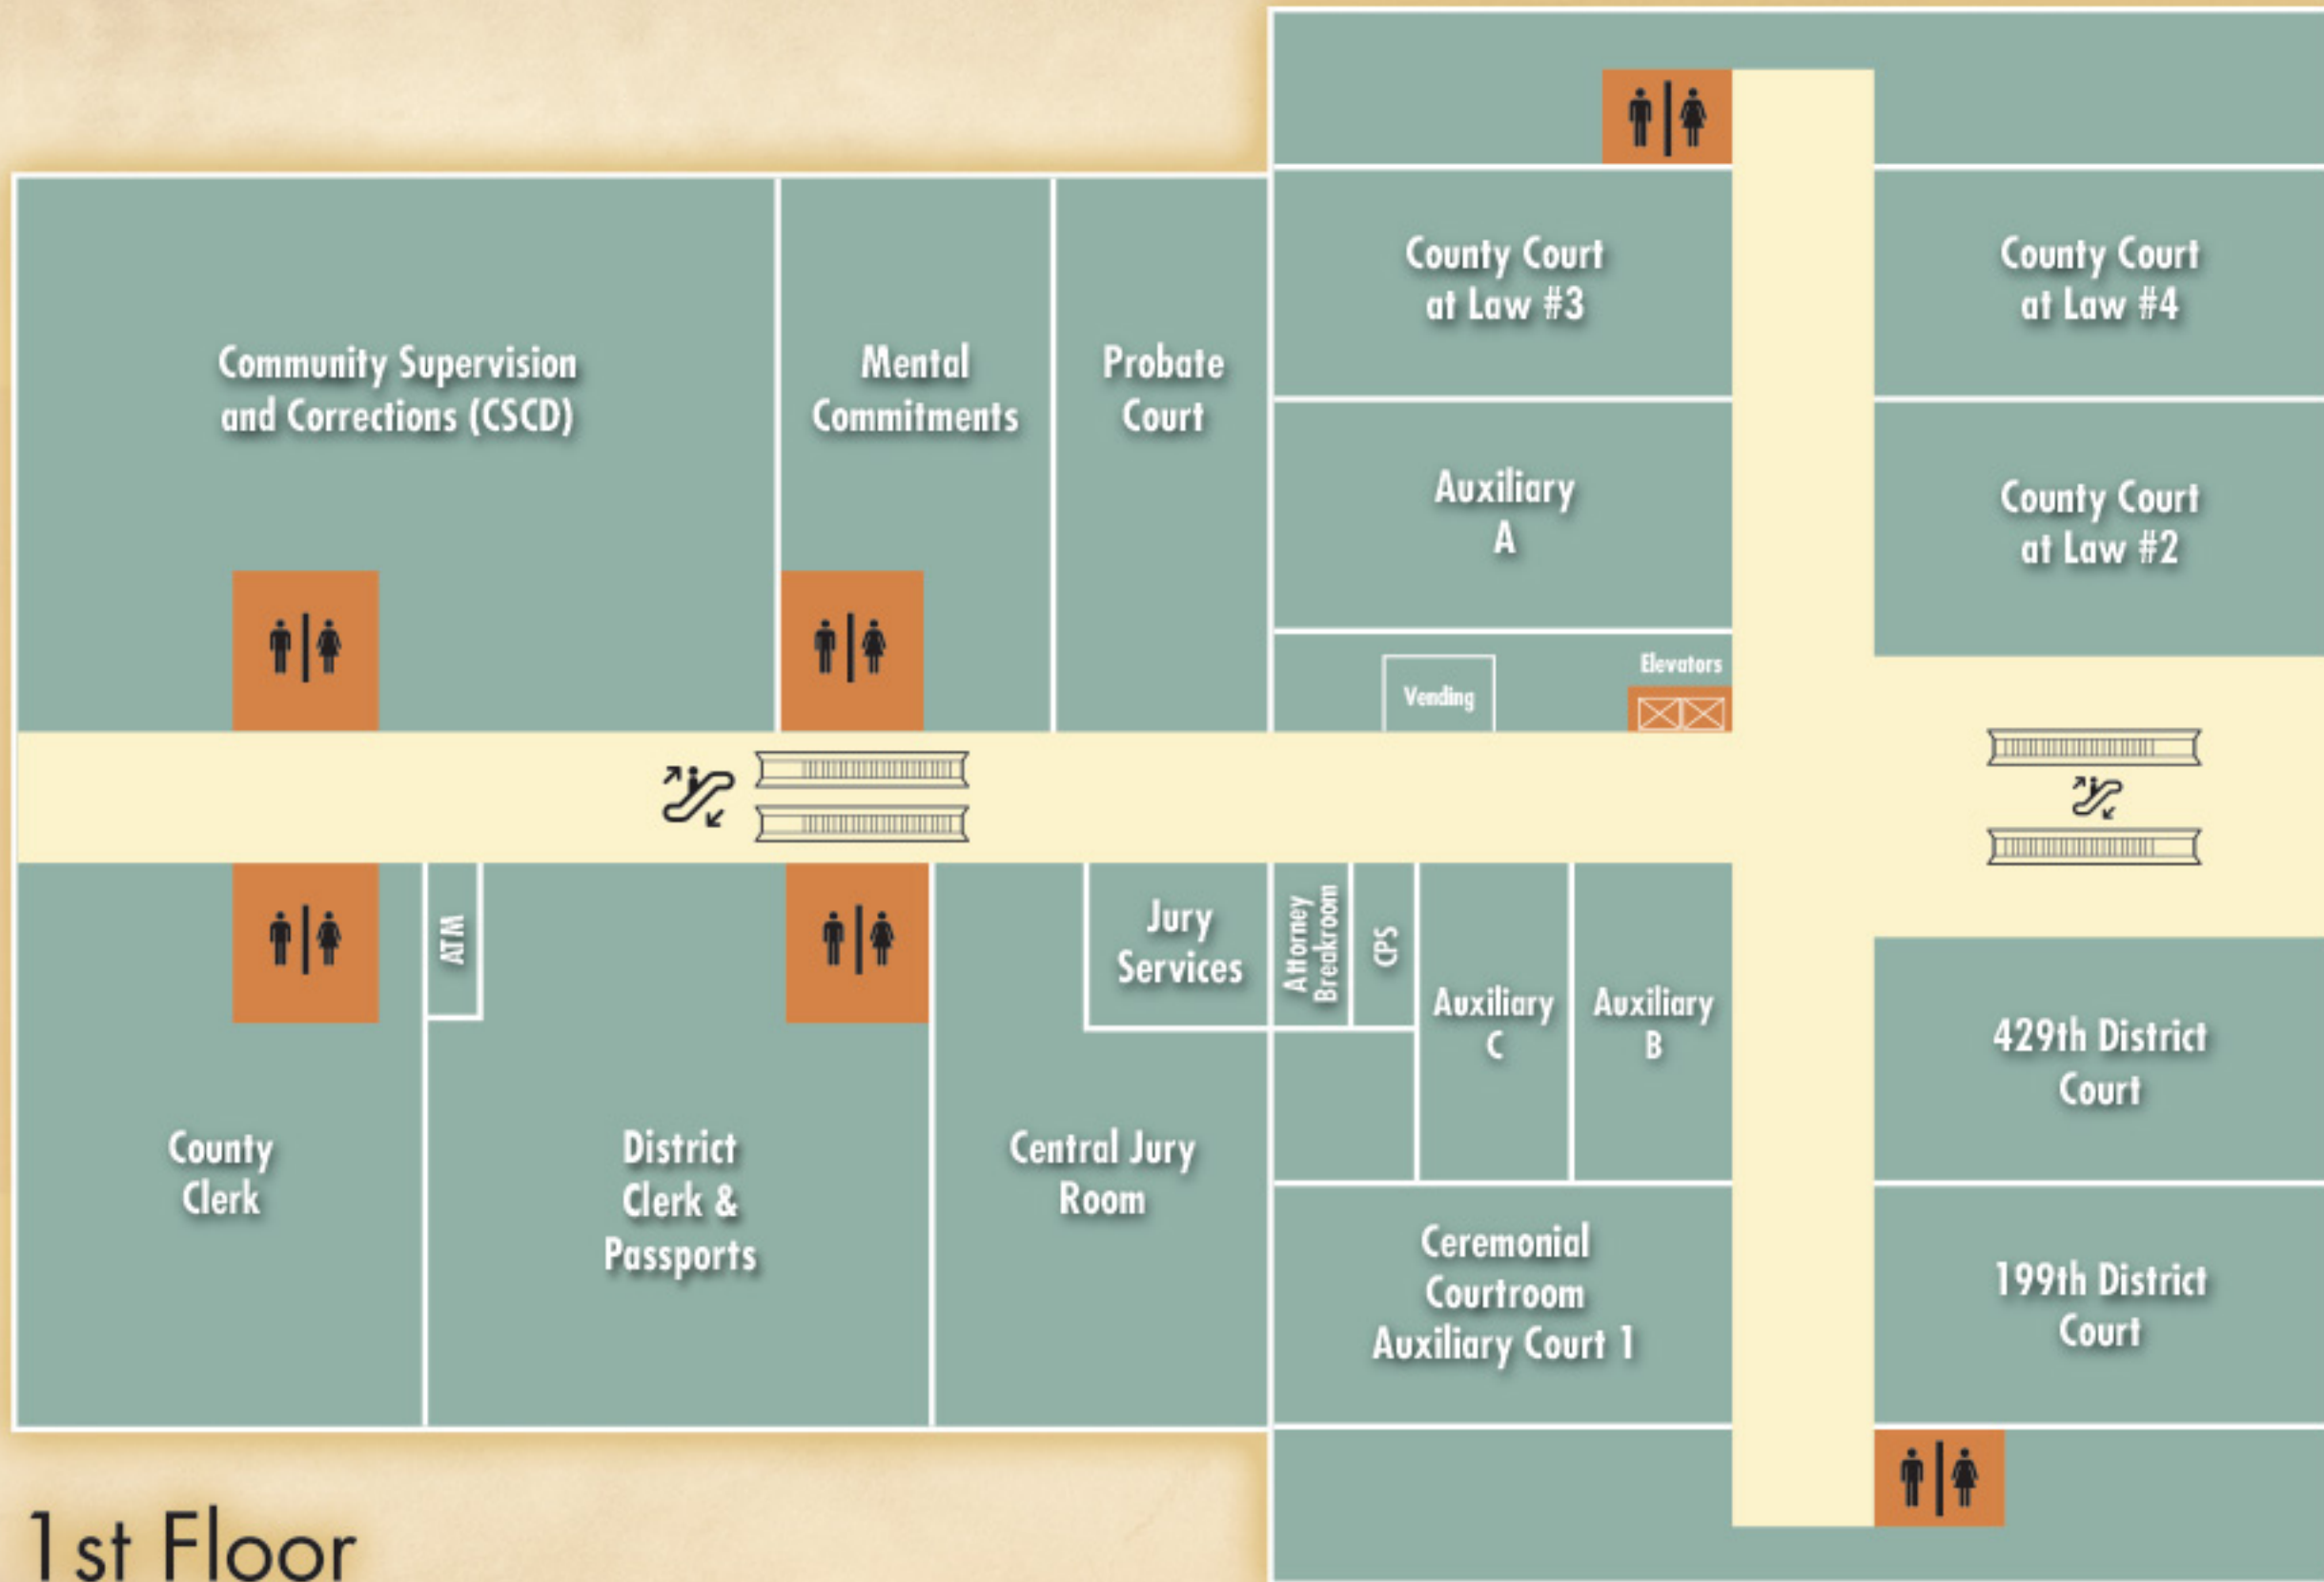 County Court
at Law #3
County Court
at Law #4
Community Supervision
and Corrections (CSCD)
Mental
Commitments
Probate
Court
Auxiliary
A
County Court
at Law #2
Elevators
Vending
ATM
Jury
Services
Attorney
Breakroom
CPS
Auxiliary
C
Auxiliary
B
429th District
Court
County
Clerk
District
Clerk &
Passports
Central Jury
Room
Ceremonial
Courtroom
Auxiliary Court 1
199th District
Court
1st Floor